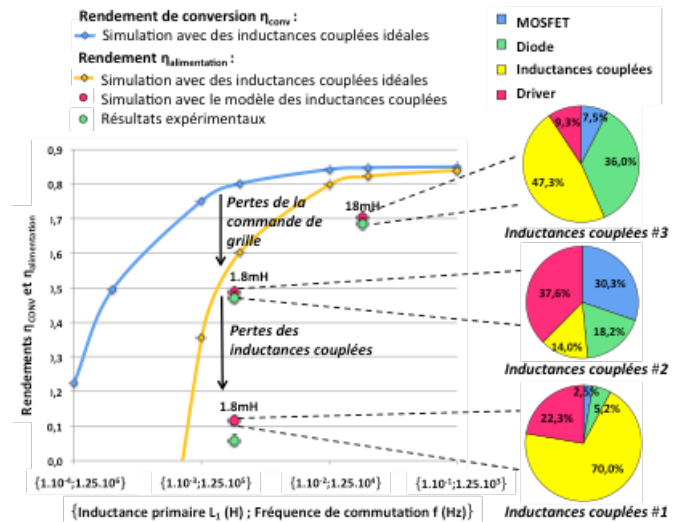 Rendement de conversion ηconv :
Simulation avec des inductances couplées idéales
Rendement ηalimentation :
Simulation avec des inductances couplées idéales
Simulation avec le modèle des inductances couplées
Résultats expérimentaux
MOSFET
Diode
Inductances couplées
Driver
Rendements ηCONV et ηalimentation
0,9
0,8
0,7
0,6
0,5
0,4
0,3
0,2
0,1
0,0
Pertes de la
commande de
grille
Pertes des
inductances couplées
18mH
1.8mH
1.8mH
9,3%
7,5%
36,0%
47,3%
Inductances couplées #3
37,6%
30,3%
18,2%
14,0%
Inductances couplées #2
2,5%
5,2%
22,3%
70,0%
Inductances couplées #1
{1.10⁻⁴;1.25.10⁶}
{1.10⁻³;1.25.10⁵}
{1.10⁻²;1.25.10⁴}
{1.10⁻¹;1.25.10³}
{Inductance primaire L₁ (H) ; Fréquence de commutation f (Hz)}